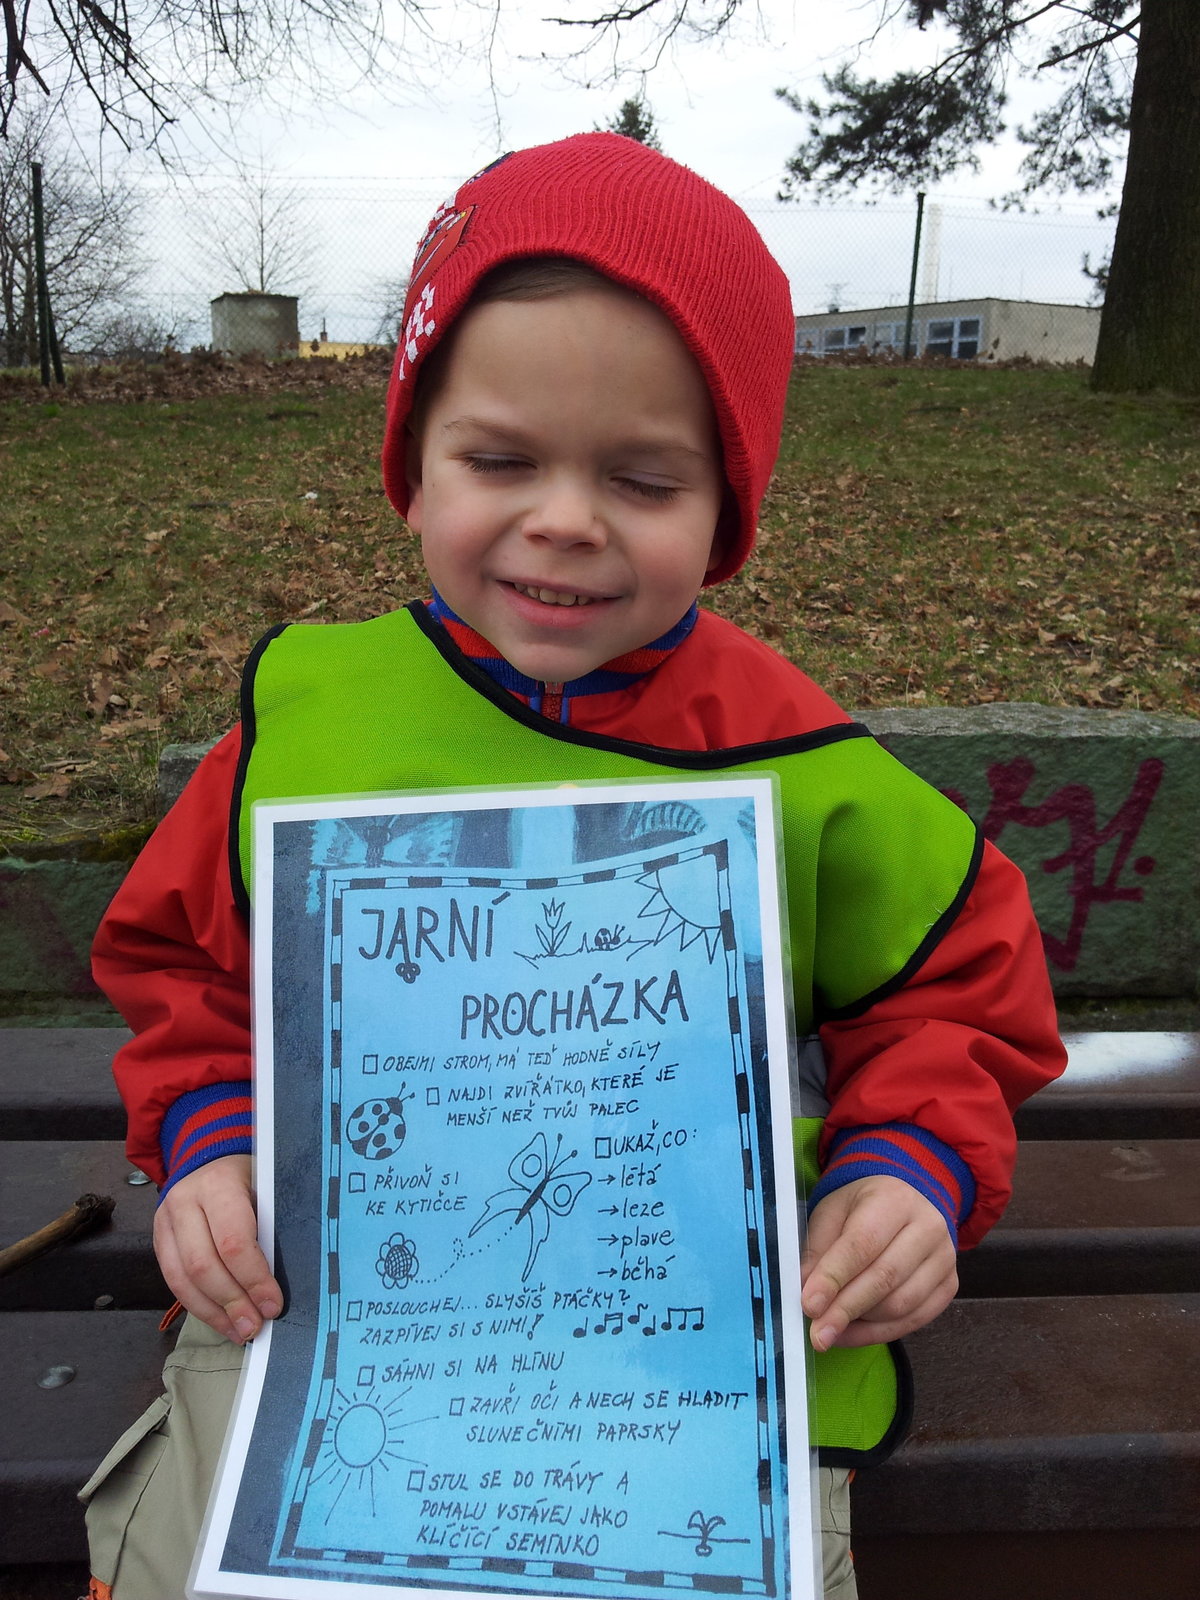 JARNÍ
PROCHÁZKA
☐ OBEJMI STROM, MÁ TEĎ HODNĚ SÍLY
☐ NAJDI ZVÍŘÁTKO, KTERÉ JE
MENŠÍ NEŽ TVŮJ PALEC
☐ UKAŽ, CO:
→ létá
→ leze
→ plave
→ běhá
☐ PŘIVOŇ SI
KE KYTIČCE
☐ POSLOUCHEJ... SLYŠÍŠ PTÁČKY?
ZAZPÍVEJ SI S NIMI!
☐ SÁHNI SI NA HLÍNU
☐ ZAVŘI OČI A NECH SE HLADIT
SLUNEČNÍMI PAPRSKY
☐ STUL SE DO TRÁVY A
POMALU VSTÁVEJ JAKO
KLÍČÍCÍ SEMÍNKO